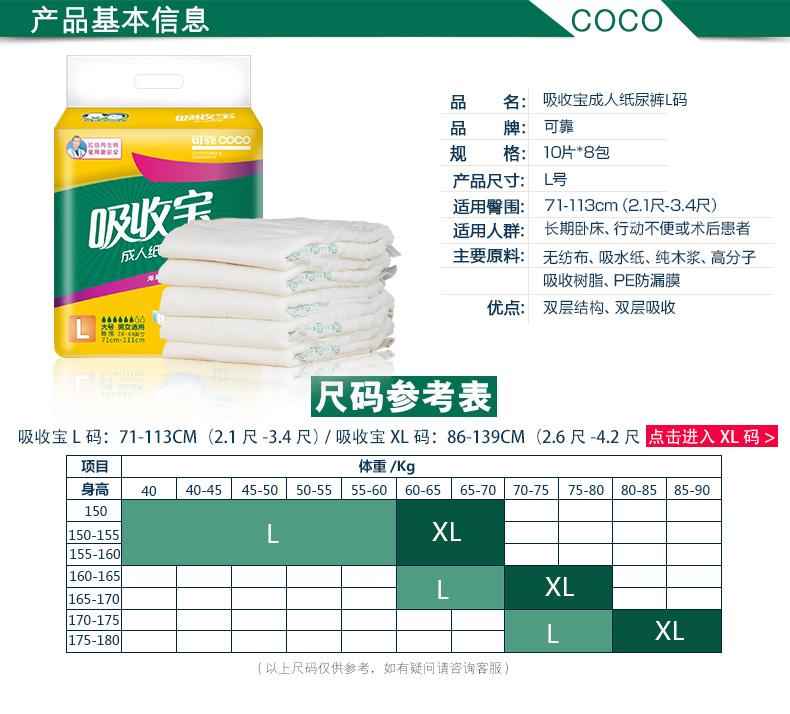 产品基本信息
COCO
吸收宝
可靠 COCO
吸收宝
成人纸
L
大号 男女适用
71cm-111cm
品 名: 吸收宝成人纸尿裤L码
品 牌: 可靠
规 格: 10片*8包
产品尺寸: L号
适用臀围: 71-113cm (2.1尺-3.4尺)
适用人群: 长期卧床、行动不便或术后患者
主要原料: 无纺布、吸水纸、纯木浆、高分子
吸收树脂、PE防漏膜
优点: 双层结构、双层吸收
尺码参考表
吸收宝 L 码：71-113CM（2.1 尺 -3.4 尺）/ 吸收宝 XL 码：86-139CM（2.6 尺 -4.2 尺 点击进入 XL 码 >
项目 体重 /Kg
身高 40 40-45 45-50 50-55 55-60 60-65 65-70 70-75 75-80 80-85 85-90
150
150-155 L XL
155-160
160-165 L XL
165-170
170-175 L XL
175-180
(以上尺码仅供参考，如有疑问请咨询客服)